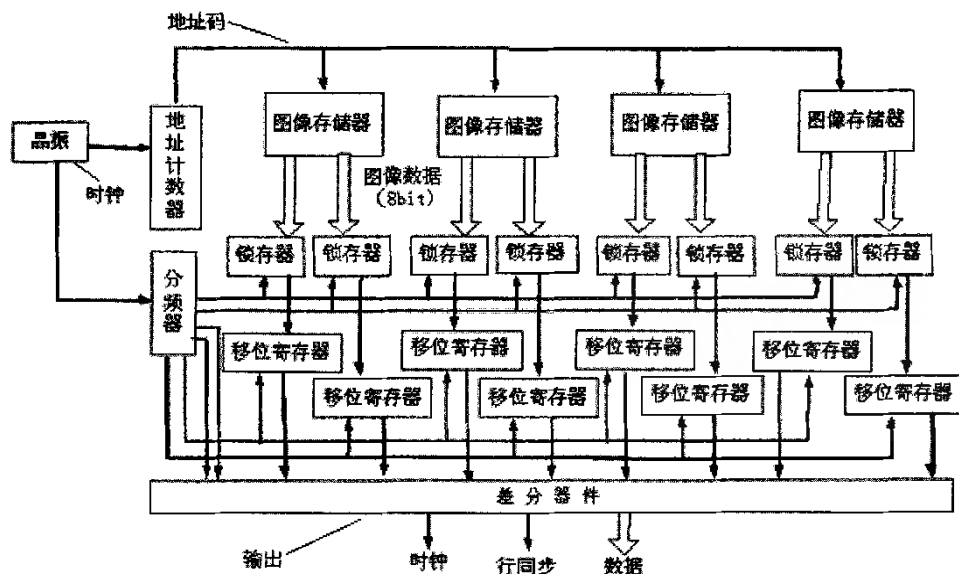 地址码
图像存储器 图像存储器 图像存储器 图像存储器
晶振
地址计数器
时钟
图像数据
(8bit)
锁存器 锁存器 锁存器 锁存器 锁存器 锁存器 锁存器 锁存器
分频器
移位寄存器 移位寄存器 移位寄存器 移位寄存器
移位寄存器 移位寄存器 移位寄存器 移位寄存器
差分器件
输出 时钟 行同步 数据